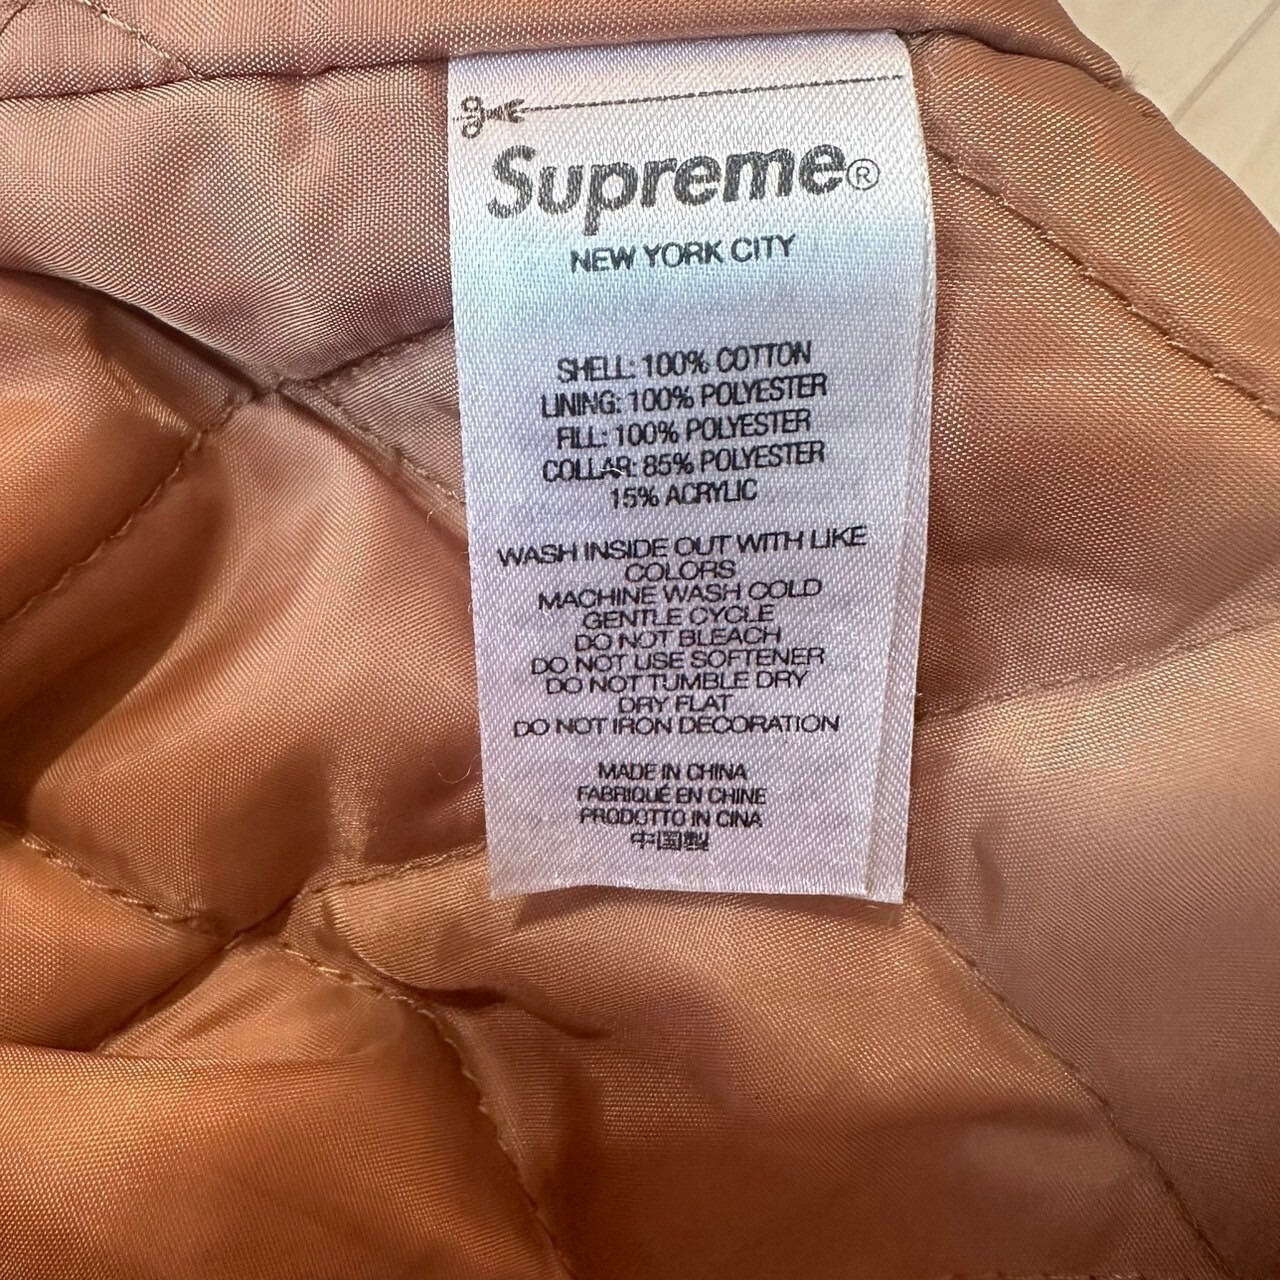 Supreme®
NEW YORK CITY
SHELL: 100% COTTON
LINING: 100% POLYESTER
FILL: 100% POLYESTER
COLLAR: 85% POLYESTER
15% ACRYLIC
WASH INSIDE OUT WITH LIKE
COLORS
MACHINE WASH COLD
GENTLE CYCLE
DO NOT BLEACH
DO NOT USE SOFTENER
DO NOT TUMBLE DRY
DRY FLAT
DO NOT IRON DECORATION
MADE IN CHINA
FABRIQUÉ EN CHINE
PRODOTTO IN CINA
中国製